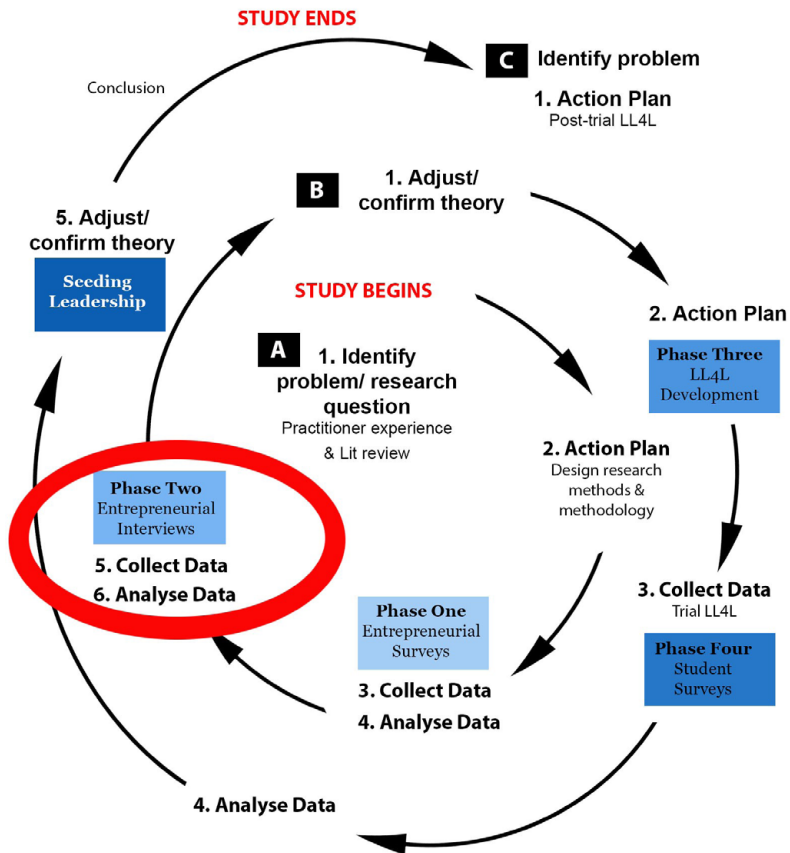 STUDY ENDS
C Identify problem
1. Action Plan
Post-trial LL4L
Conclusion
B 1. Adjust/
confirm theory
5. Adjust/
confirm theory
Seeding
Leadership
STUDY BEGINS
A 1. Identify
problem/ research
question
Practitioner experience
& Lit review
2. Action Plan
Phase Three
LL4L
Development
2. Action Plan
Design research
methods &
methodology
Phase Two
Entrepreneurial
Interviews
5. Collect Data
6. Analyse Data
Phase One
Entrepreneurial
Surveys
3. Collect Data
4. Analyse Data
3. Collect Data
Trial LL4L
Phase Four
Student
Surveys
4. Analyse Data